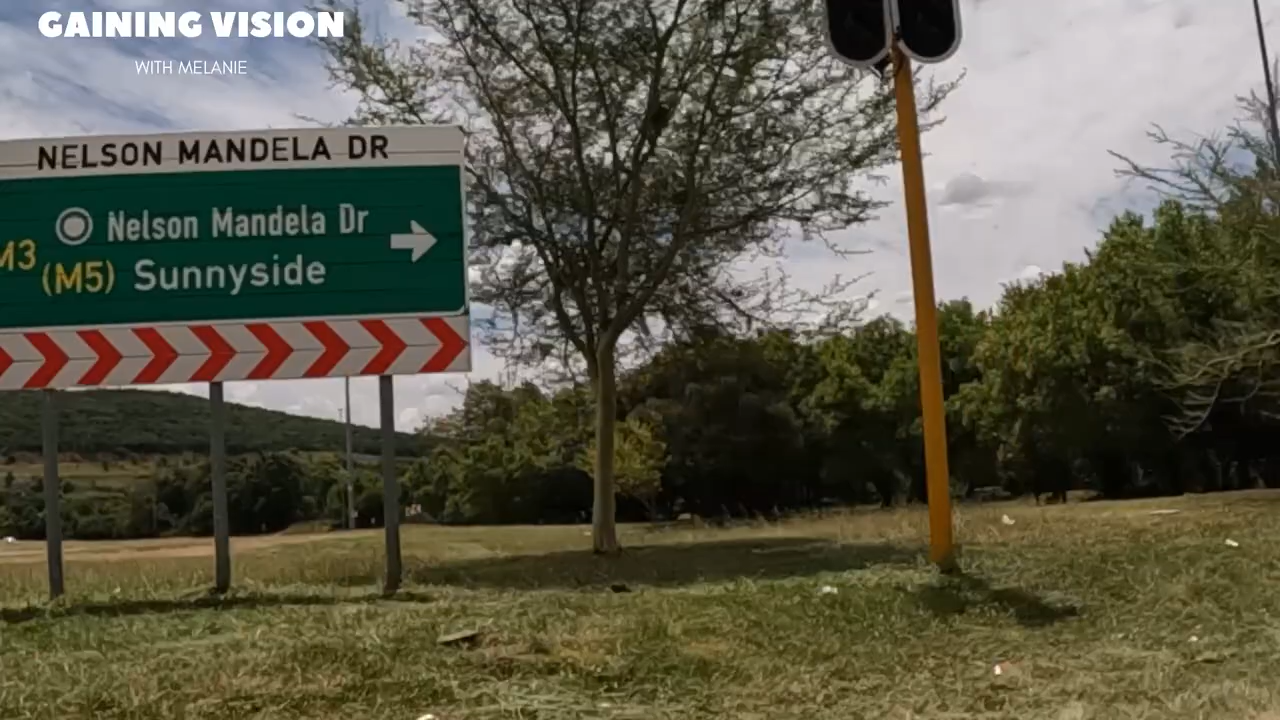 GAINING VISION
WITH MELANIE
NELSON MANDELA DR
Nelson Mandela Dr
M3 (M5) Sunnyside